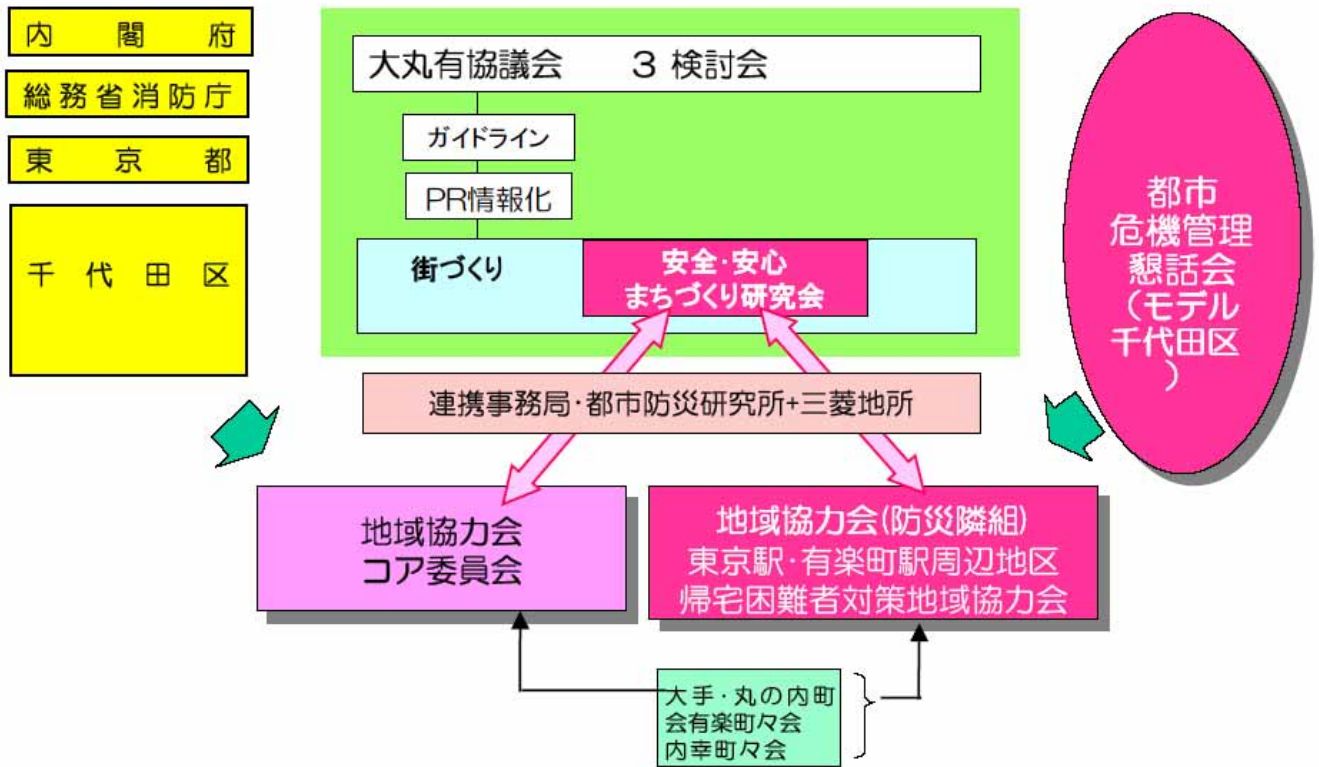 内閣府
総務省消防庁
東京都
千代田区
大丸有協議会 3 検討会
ガイドライン
PR情報化
街づくり
安全・安心
まちづくり研究会
都市
危機管理
懇話会
(モデル
千代田区
)
連携事務局・都市防災研究所+三菱地所
地域協力会
コア委員会
地域協力会(防災隣組)
東京駅・有楽町駅周辺地区
帰宅困難者対策地域協力会
大手・丸の内町
会有楽町々会
内幸町々会